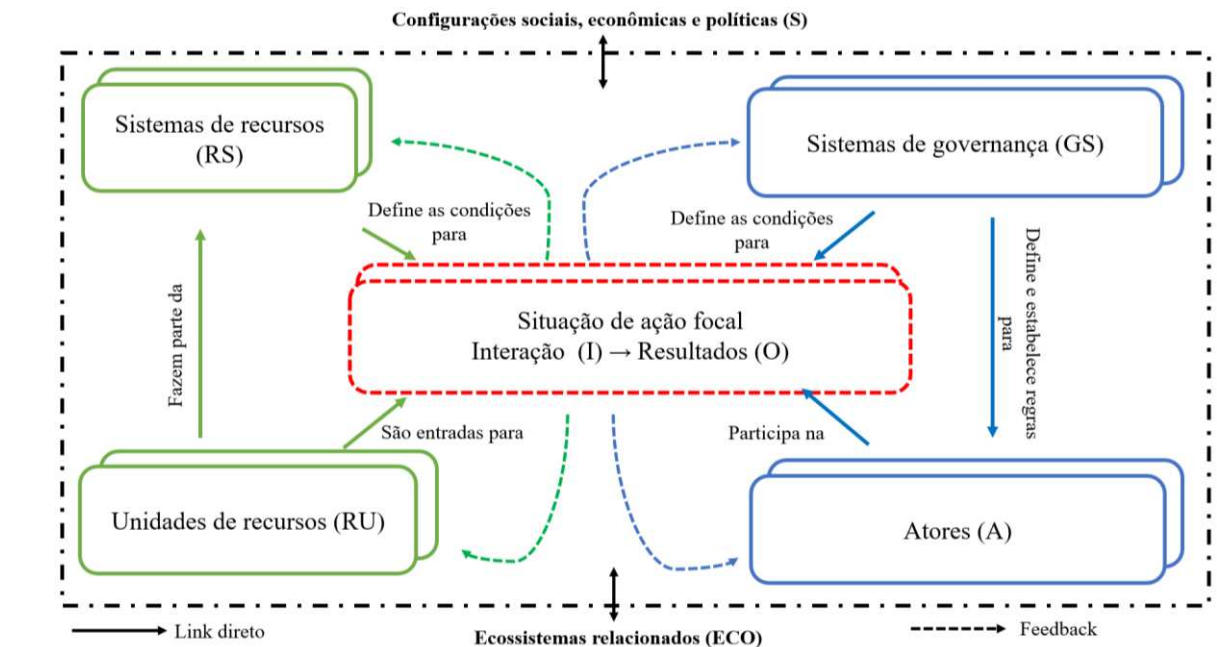 Configurações sociais, econômicas e políticas (S)
Sistemas de recursos
(RS)
Sistemas de governança (GS)
Define as condições
para
Define as condições
para
Fazem parte da
Situação de ação focal
Interação (I) → Resultados (O)
Define e estabelece regras
para
São entradas para
Participa na
Unidades de recursos (RU)
Atores (A)
Link direto
Ecossistemas relacionados (ECO)
Feedback